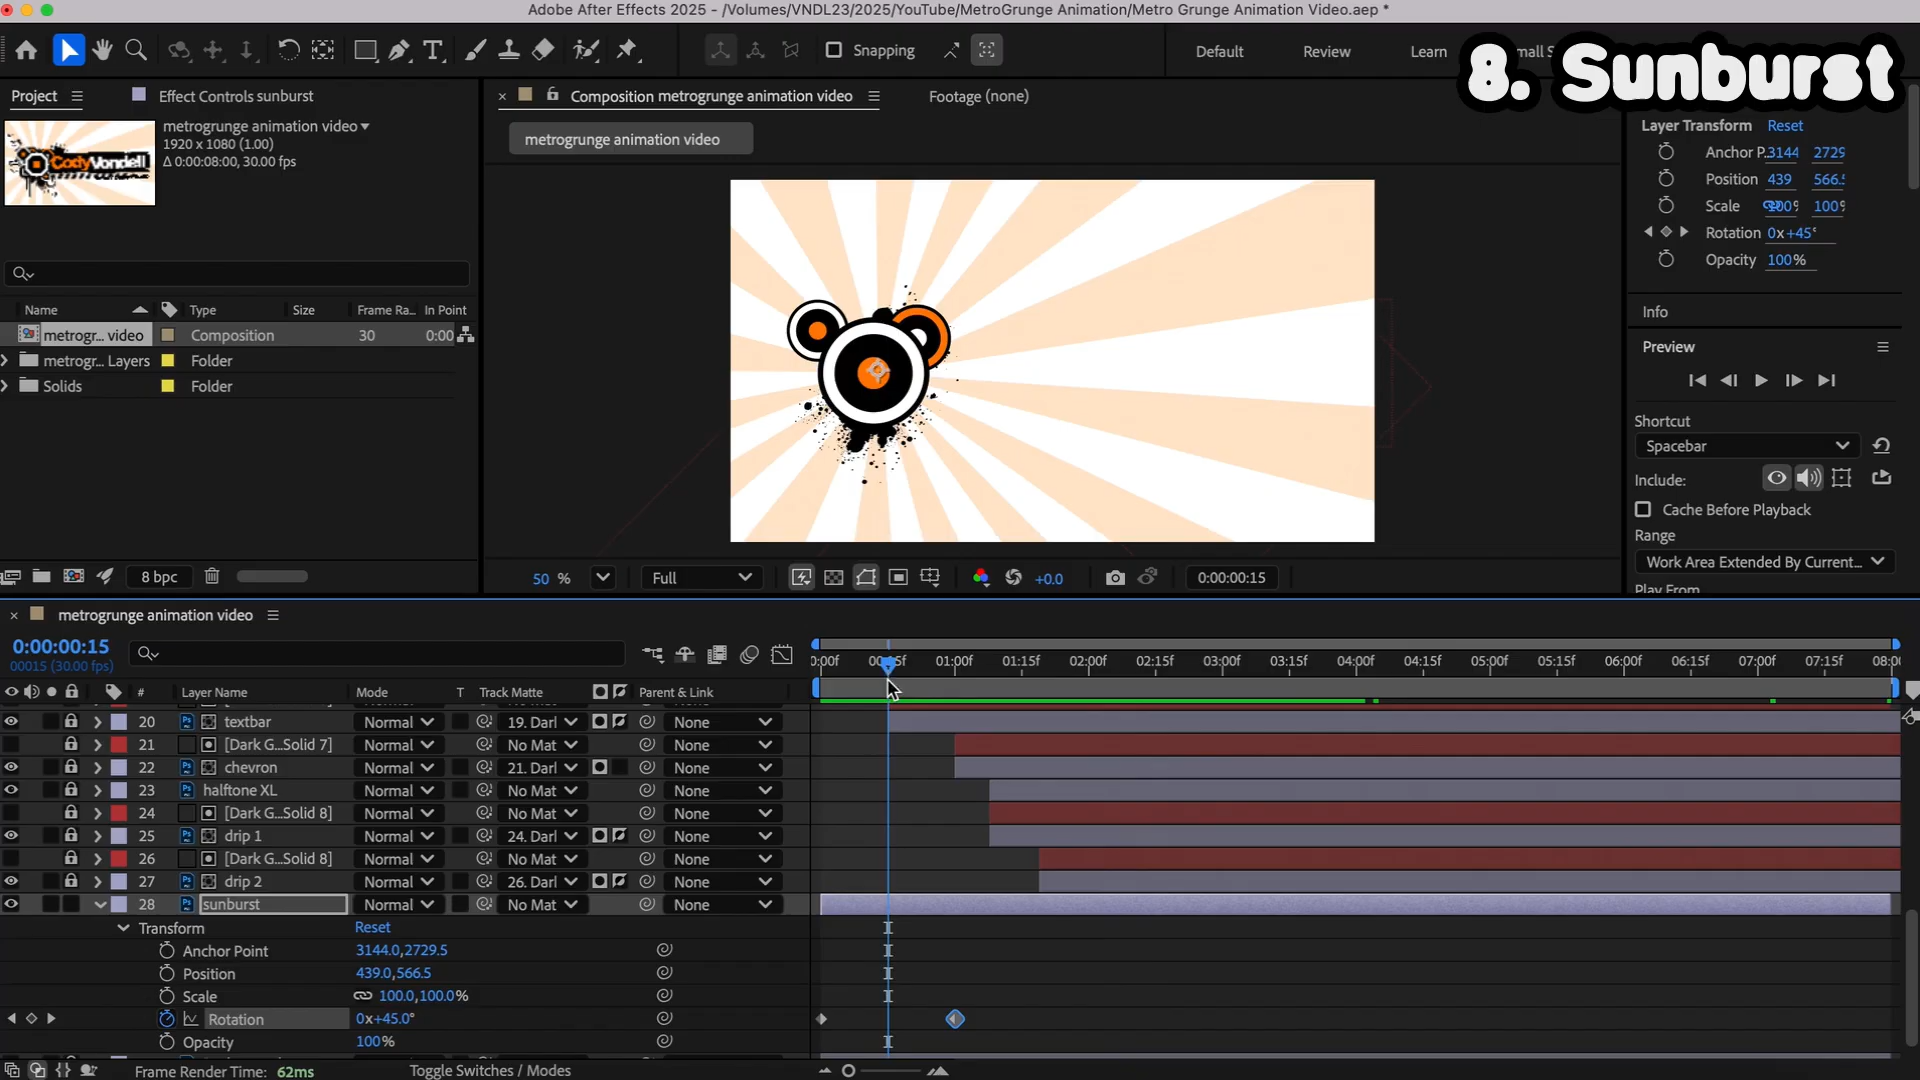 Adobe After Effects 2025 - /Volumes/VNDL23/2025/YouTube/MetroGrunge Animation/Metro Grunge Animation Video.aep *
Snapping
Default
Review
Learn
8. Sunburst
Project
Effect Controls sunburst
Composition metrogrunge animation video
Footage (none)
metrogrunge animation video
1920 x 1080 (1.00)
Δ 0:00:08:00, 30.00 fps
CodyVondell
metrogrunge animation video
Layer Transform
Reset
Anchor P..
3144
2729
Position
439
566.
Scale
100%
100%
Rotation
0x+45°
Opacity
100%
Info
Preview
Shortcut
Spacebar
Include:
Cache Before Playback
Range
Work Area Extended By Current...
Play From
Name
Type
Size
Frame Ra...
In Point
metrogr... video
Composition
30
0:00
metrogr... Layers
Folder
Solids
Folder
8 bpc
50 %
Full
+0.0
0:00:00:15
metrogrunge animation video
0:00:00:15
00015 (30.00 fps)
0:00f 00:15f 01:00f 01:15f 02:00f 02:15f 03:00f 03:15f 04:00f 04:15f 05:00f 05:15f 06:00f 06:15f 07:00f 07:15f 08:0
# Layer Name Mode T Track Matte Parent & Link
20 textbar Normal 19. Darl None
21 [Dark G...Solid 7] Normal No Mat None
22 chevron Normal 21. Darl None
23 halftone XL Normal No Mat None
24 [Dark G...Solid 8] Normal No Mat None
25 drip 1 Normal 24. Darl None
26 [Dark G...Solid 8] Normal No Mat None
27 drip 2 Normal 26. Darl None
28 sunburst Normal No Mat None
Transform Reset
Anchor Point 3144.0,2729.5
Position 439.0,566.5
Scale 100.0,100.0%
Rotation 0x+45.0°
Opacity 100%
Frame Render Time: 62ms
Toggle Switches / Modes